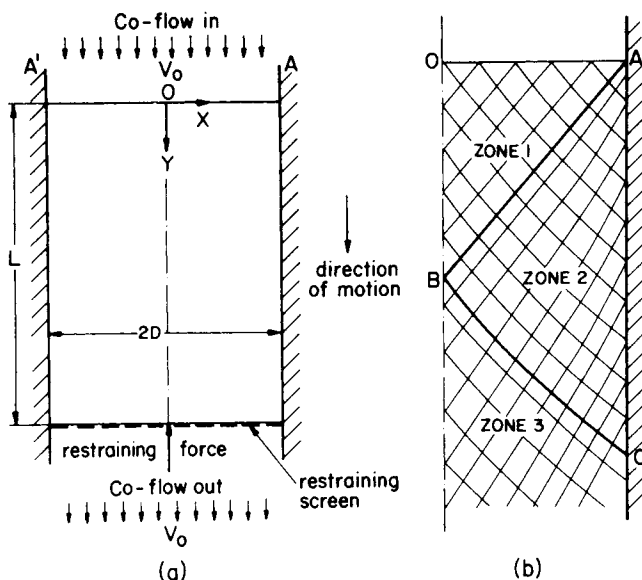 Co-flow in
A'
A
V₀
O
X
Y
L
direction
of motion
2D
restraining force
restraining
screen
Co-flow out
V₀
(a)
O
A
ZONE 1
B
ZONE 2
ZONE 3
C
(b)